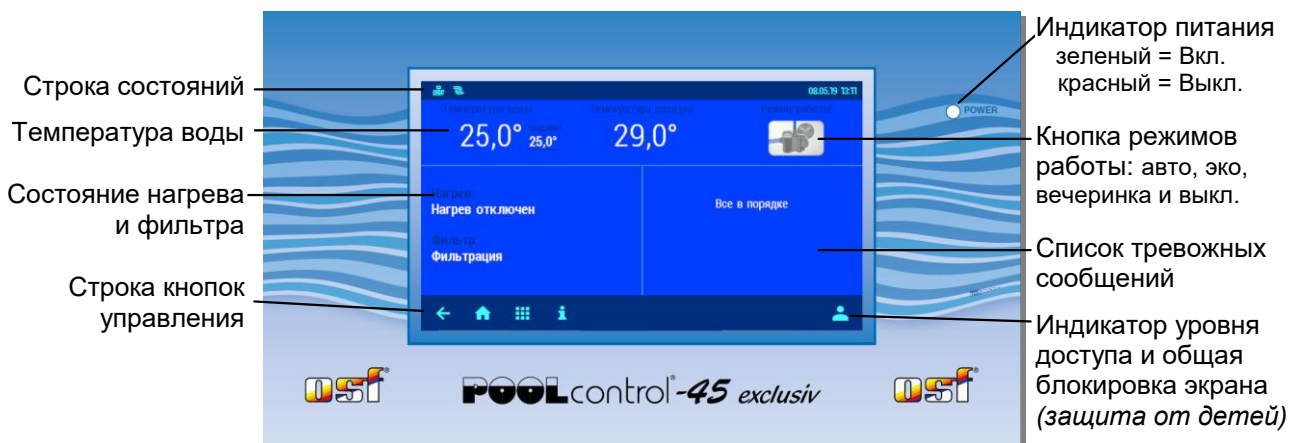 Строка состояний
Температура воды
Состояние нагрева
и фильтра
Строка кнопок
управления
08.05.19 13:11
Температура воды
Температура воздуха
Режим работы
25,0°
25,0°
29,0°
Нагрев:
Нагрев отключен
Фильтр:
Фильтрация
Все в порядке
POWER
osf®
POOLcontrol®-45 exclusiv
osf®
Индикатор питания
зеленый = Вкл.
красный = Выкл.
Кнопка режимов
работы: авто, эко,
вечеринка и выкл.
Список тревожных
сообщений
Индикатор уровня
доступа и общая
блокировка экрана
(защита от детей)